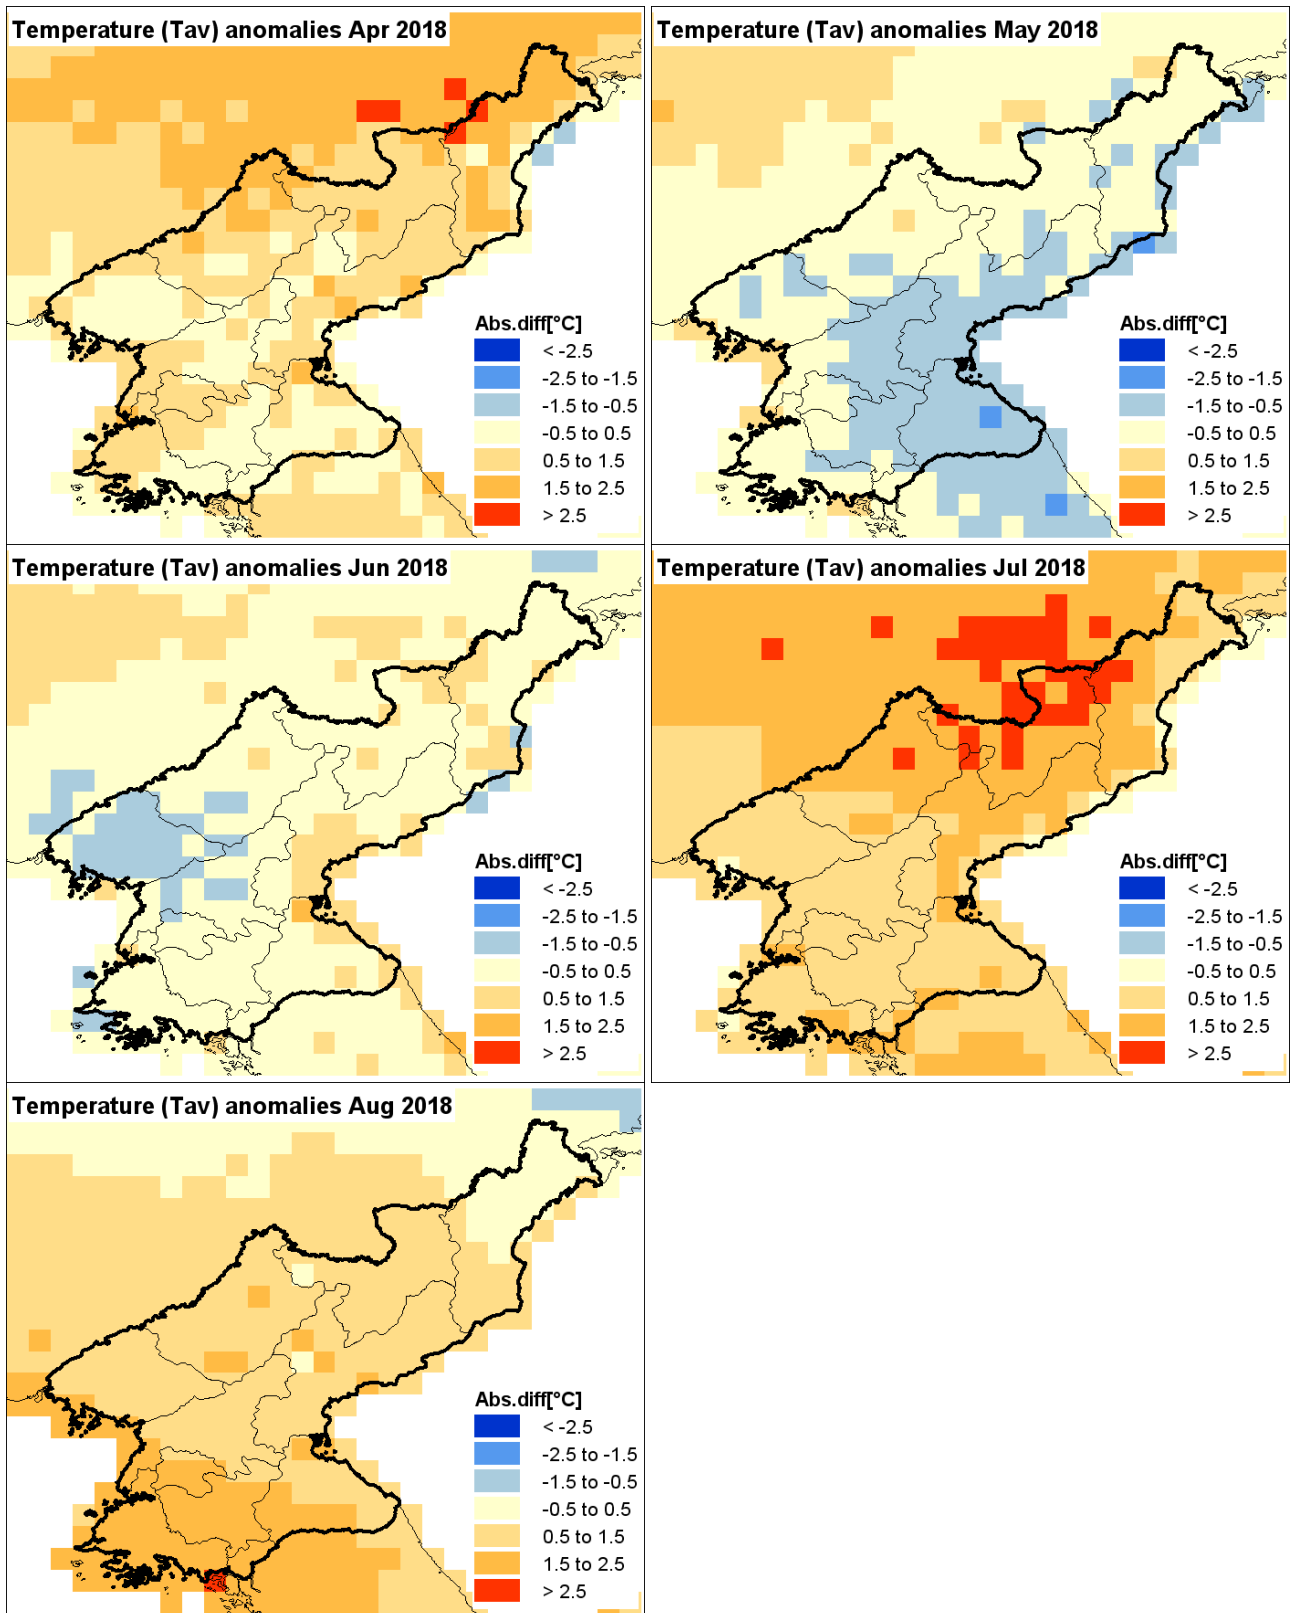 Temperature (Tav) anomalies Apr 2018
Abs.diff[°C]
< -2.5
-2.5 to -1.5
-1.5 to -0.5
-0.5 to 0.5
0.5 to 1.5
1.5 to 2.5
> 2.5
Temperature (Tav) anomalies May 2018
Abs.diff[°C]
< -2.5
-2.5 to -1.5
-1.5 to -0.5
-0.5 to 0.5
0.5 to 1.5
1.5 to 2.5
> 2.5
Temperature (Tav) anomalies Jun 2018
Abs.diff[°C]
< -2.5
-2.5 to -1.5
-1.5 to -0.5
-0.5 to 0.5
0.5 to 1.5
1.5 to 2.5
> 2.5
Temperature (Tav) anomalies Jul 2018
Abs.diff[°C]
< -2.5
-2.5 to -1.5
-1.5 to -0.5
-0.5 to 0.5
0.5 to 1.5
1.5 to 2.5
> 2.5
Temperature (Tav) anomalies Aug 2018
Abs.diff[°C]
< -2.5
-2.5 to -1.5
-1.5 to -0.5
-0.5 to 0.5
0.5 to 1.5
1.5 to 2.5
> 2.5